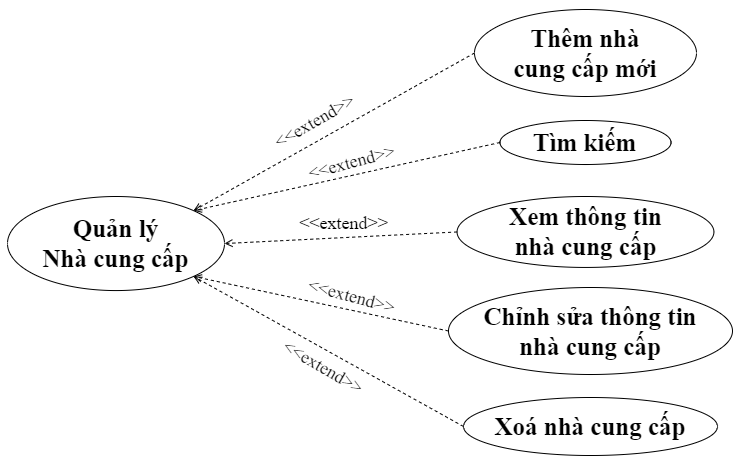 Thêm nhà
cung cấp mới
<<extend>>
Tìm kiếm
<<extend>>
Quản lý
Nhà cung cấp
<<extend>>
Xem thông tin
nhà cung cấp
<<extend>>
Chỉnh sửa thông tin
nhà cung cấp
<<extend>>
Xoá nhà cung cấp